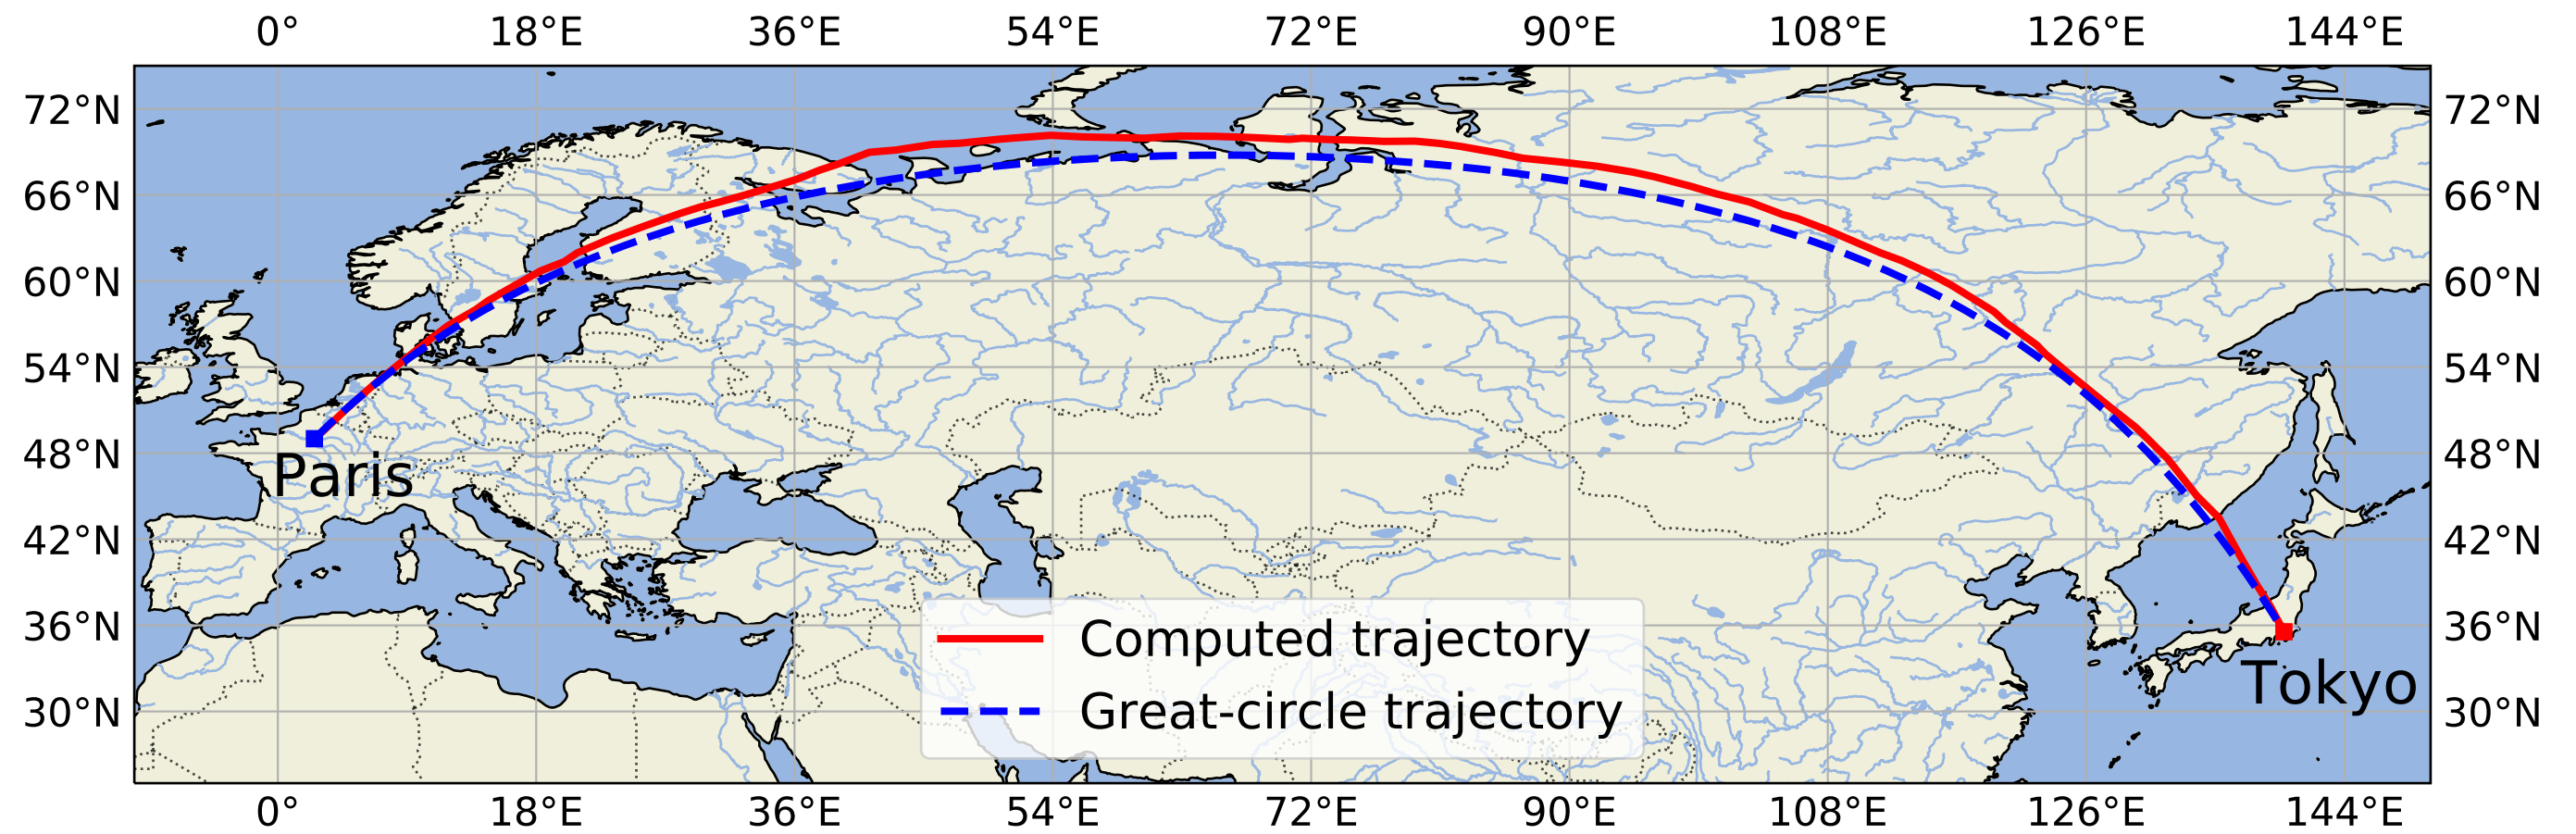 0° 18°E 36°E 54°E 72°E 90°E 108°E 126°E 144°E
72°N 72°N
66°N 66°N
60°N 60°N
54°N 54°N
48°N 48°N
Paris
42°N 42°N
36°N 36°N
Computed trajectory
Tokyo
30°N 30°N
Great-circle trajectory
0° 18°E 36°E 54°E 72°E 90°E 108°E 126°E 144°E